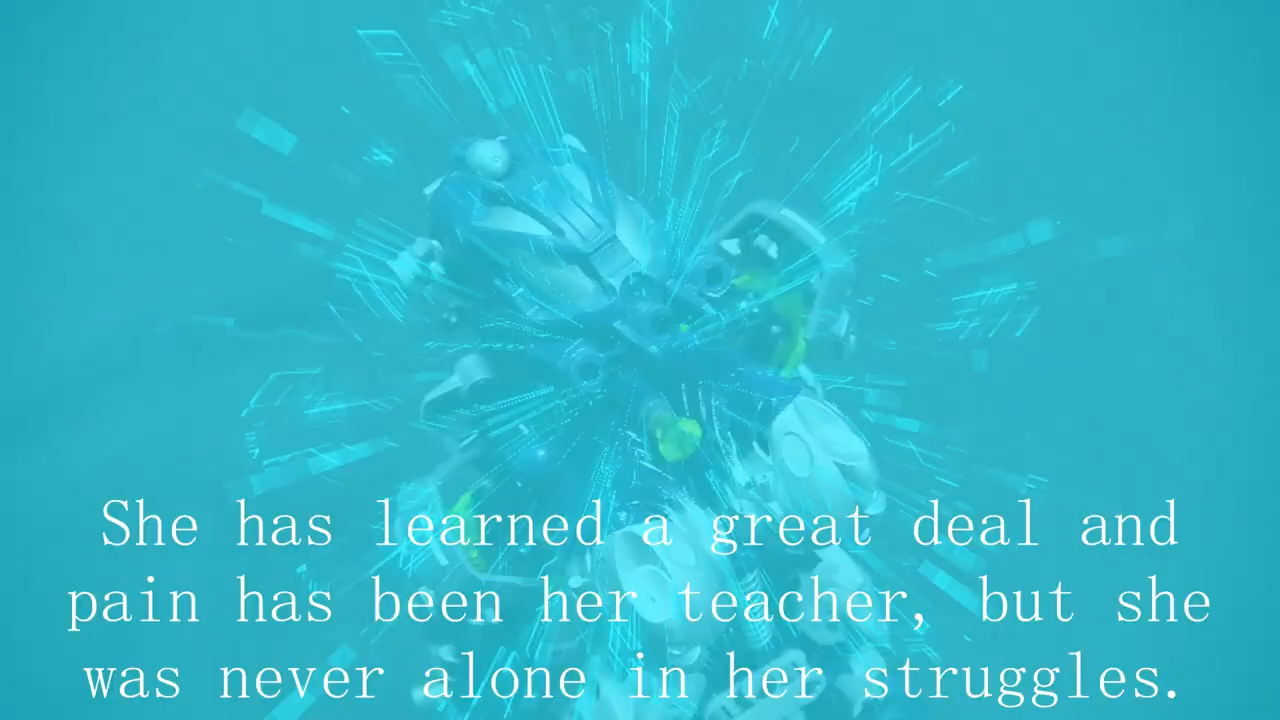 She has learned a great deal and
pain has been her teacher, but she
was never alone in her struggles.